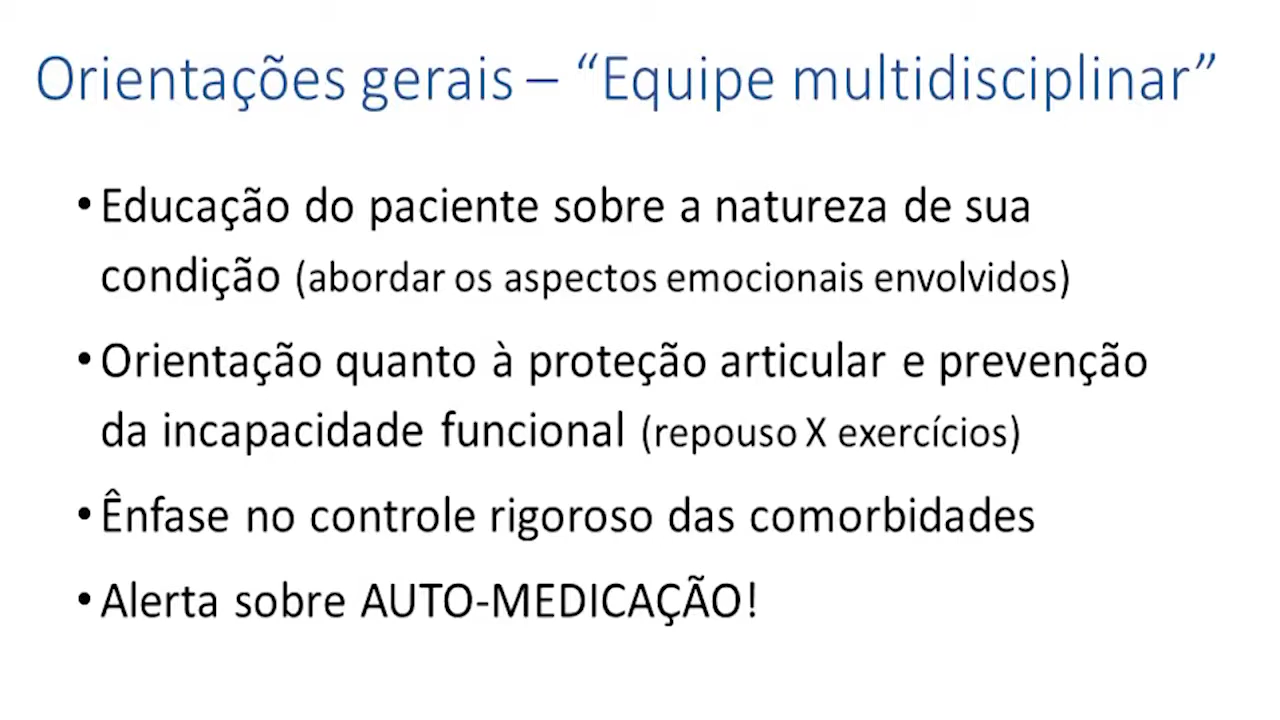 Orientações gerais – “Equipe multidisciplinar”
• Educação do paciente sobre a natureza de sua
condição (abordar os aspectos emocionais envolvidos)
• Orientação quanto à proteção articular e prevenção
da incapacidade funcional (repouso X exercícios)
• Ênfase no controle rigoroso das comorbidades
• Alerta sobre AUTO-MEDICAÇÃO!